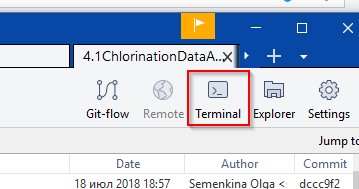 4.1ChlorinationDataA...
Git-flow Remote Terminal Explorer Settings
Jump to
Date Author Commit
18 июл 2018 18:57 Semenkina Olga < dccc9f2